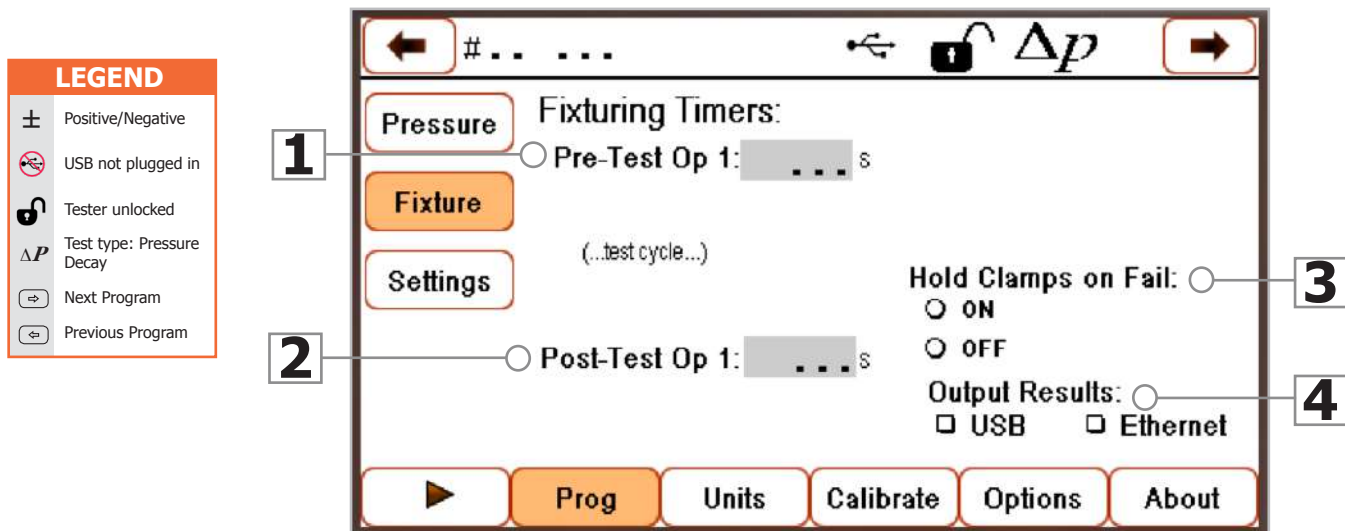 LEGEND
± Positive/Negative
USB not plugged in
Tester unlocked
ΔP Test type: Pressure
Decay
Next Program
Previous Program
#.. ...
Δp
Pressure
Fixture
Settings
Fixturing Timers:
1
Pre-Test Op 1: ... s
(...test cycle...)
2
Post-Test Op 1: ... s
Hold Clamps on Fail:
3
ON
OFF
Output Results:
4
USB Ethernet
Prog Units Calibrate Options About